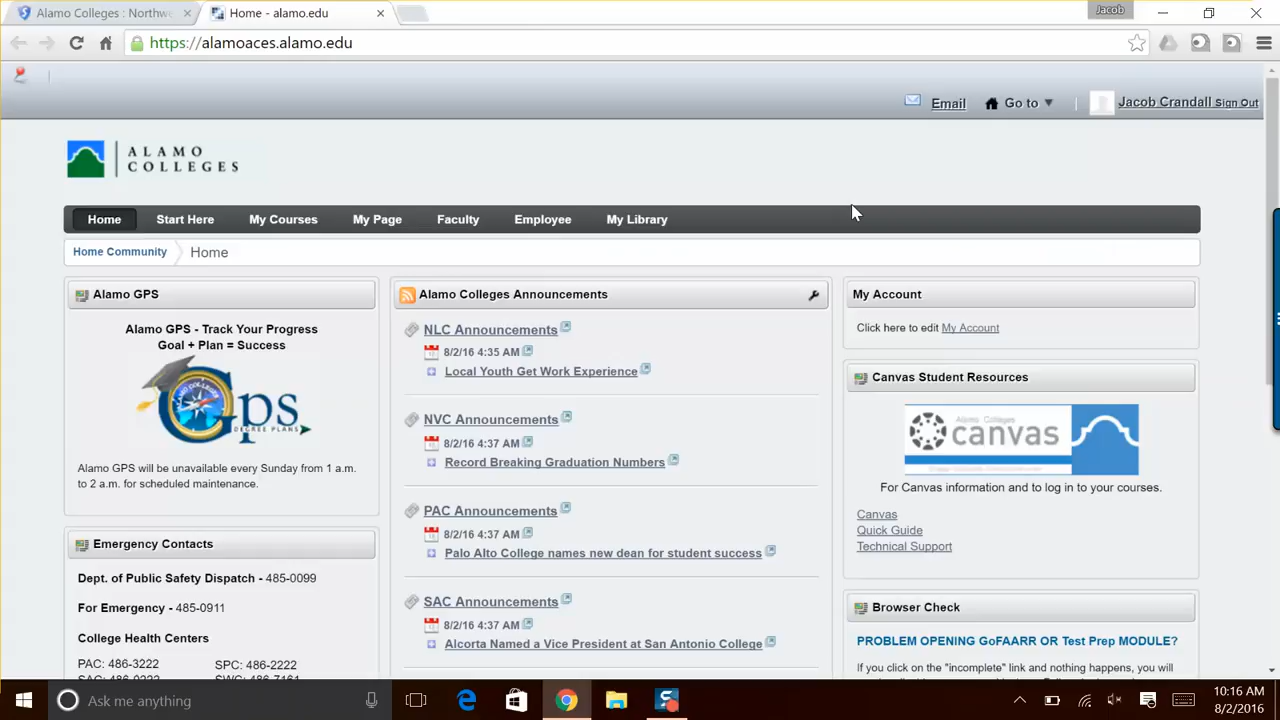 Alamo Colleges : Northwe
Home - alamo.edu
Jacob
https://alamoaces.alamo.edu
Email
Go to
Jacob Crandall Sign Out
ALAMO
COLLEGES
Home
Start Here
My Courses
My Page
Faculty
Employee
My Library
Home Community
Home
Alamo GPS
Alamo GPS - Track Your Progress
Goal + Plan = Success
Gps
DEGREE PLANS
Alamo GPS will be unavailable every Sunday from 1 a.m.
to 2 a.m. for scheduled maintenance.
Emergency Contacts
Dept. of Public Safety Dispatch - 485-0099
For Emergency - 485-0911
College Health Centers
PAC: 486-3222
SPC: 486-2222
Alamo Colleges Announcements
NLC Announcements
8/2/16 4:35 AM
Local Youth Get Work Experience
NVC Announcements
8/2/16 4:37 AM
Record Breaking Graduation Numbers
PAC Announcements
8/2/16 4:37 AM
Palo Alto College names new dean for student success
SAC Announcements
8/2/16 4:37 AM
Alcorta Named a Vice President at San Antonio College
My Account
Click here to edit My Account
Canvas Student Resources
Alamo Colleges
canvas
For Canvas information and to log in to your courses.
Canvas
Quick Guide
Technical Support
Browser Check
PROBLEM OPENING GoFAARR OR Test Prep MODULE?
If you click on the "incomplete" link and nothing happens, you will
Ask me anything
10:16 AM
8/2/2016